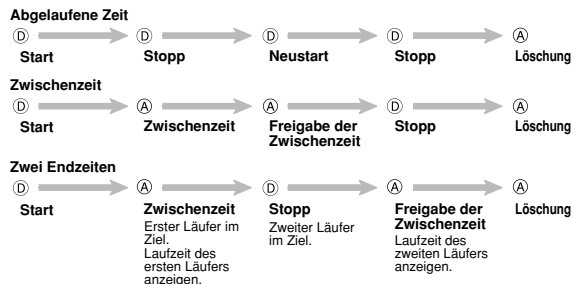 Abgelaufene Zeit
D D D D A
Start Stopp Neustart Stopp Löschung
Zwischenzeit
D A A D A
Start Zwischenzeit Freigabe der Zwischenzeit Stopp Löschung
Zwei Endzeiten
D A D A A
Start Zwischenzeit Stopp Freigabe der Zwischenzeit Löschung
Erster Läufer im Ziel.
Laufzeit des ersten Läufers anzeigen.
Zweiter Läufer im Ziel.
Laufzeit des zweiten Läufers anzeigen.